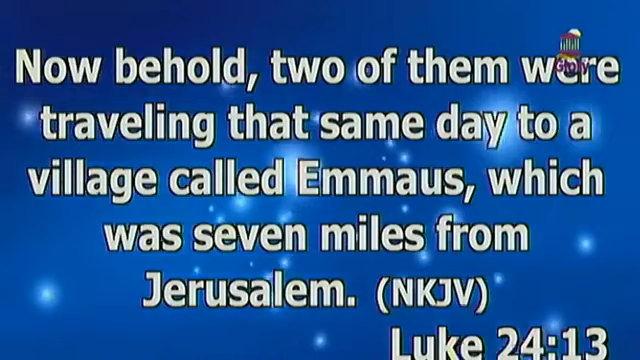 Now behold, two of them were
traveling that same day to a
village called Emmaus, which
was seven miles from
Jerusalem. (NKJV)
Luke 24:13